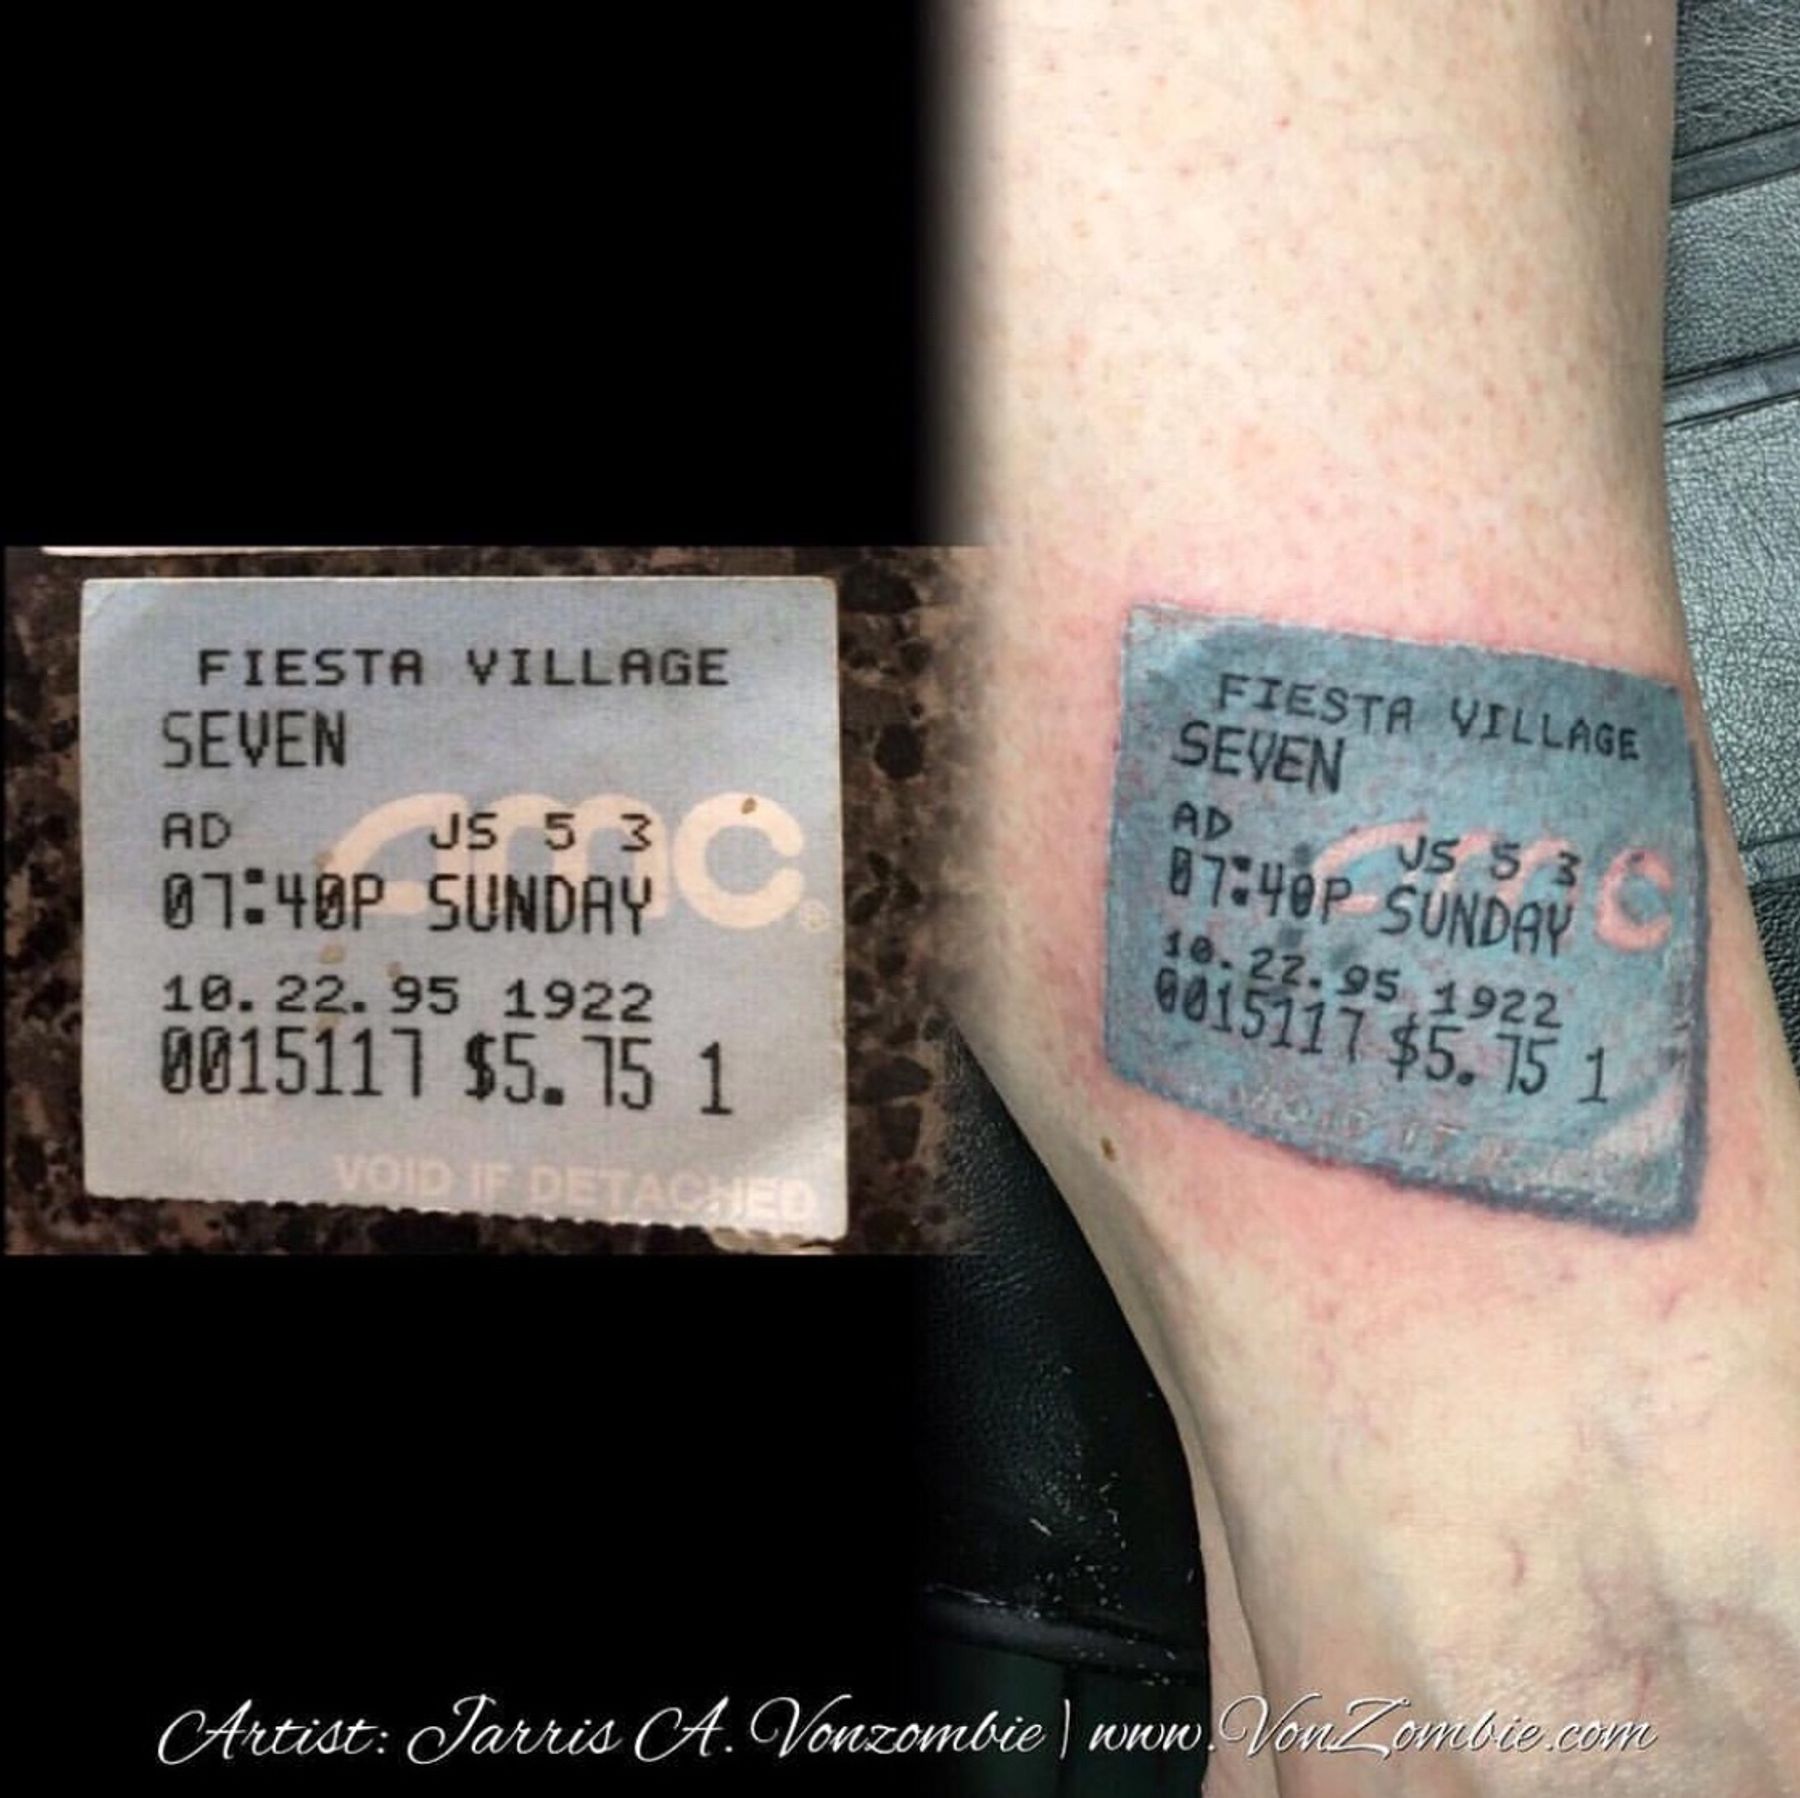 FIESTA VILLAGE
SEVEN
amc®
AD JS 5 3
07:40P SUNDAY
10.22.95 1922
0015117 $5.75 1
VOID IF DETACHED
FIESTA VILLAGE
SEVEN
amc
AD JS 5 3
07:40P SUNDAY
10.22.95 1922
0015117 $5.75 1
Artist: Jarris A. Vonzombie | www.VonZombie.com